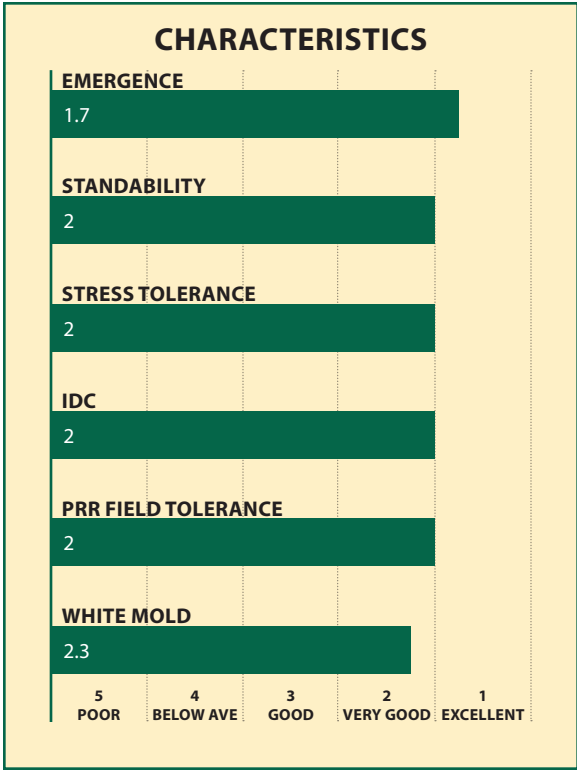 CHARACTERISTICS
EMERGENCE
1.7
STANDABILITY
2
STRESS TOLERANCE
2
IDC
2
PRR FIELD TOLERANCE
2
WHITE MOLD
2.3
5 4 3 2 1
POOR BELOW AVE GOOD VERY GOOD EXCELLENT